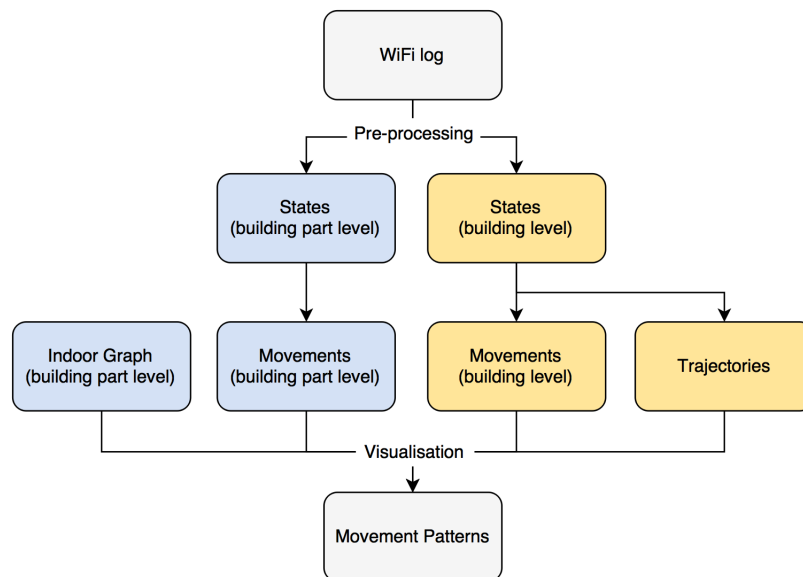 WiFi log
Pre-processing
States
(building part level)
States
(building level)
Indoor Graph
(building part level)
Movements
(building part level)
Movements
(building level)
Trajectories
Visualisation
Movement Patterns